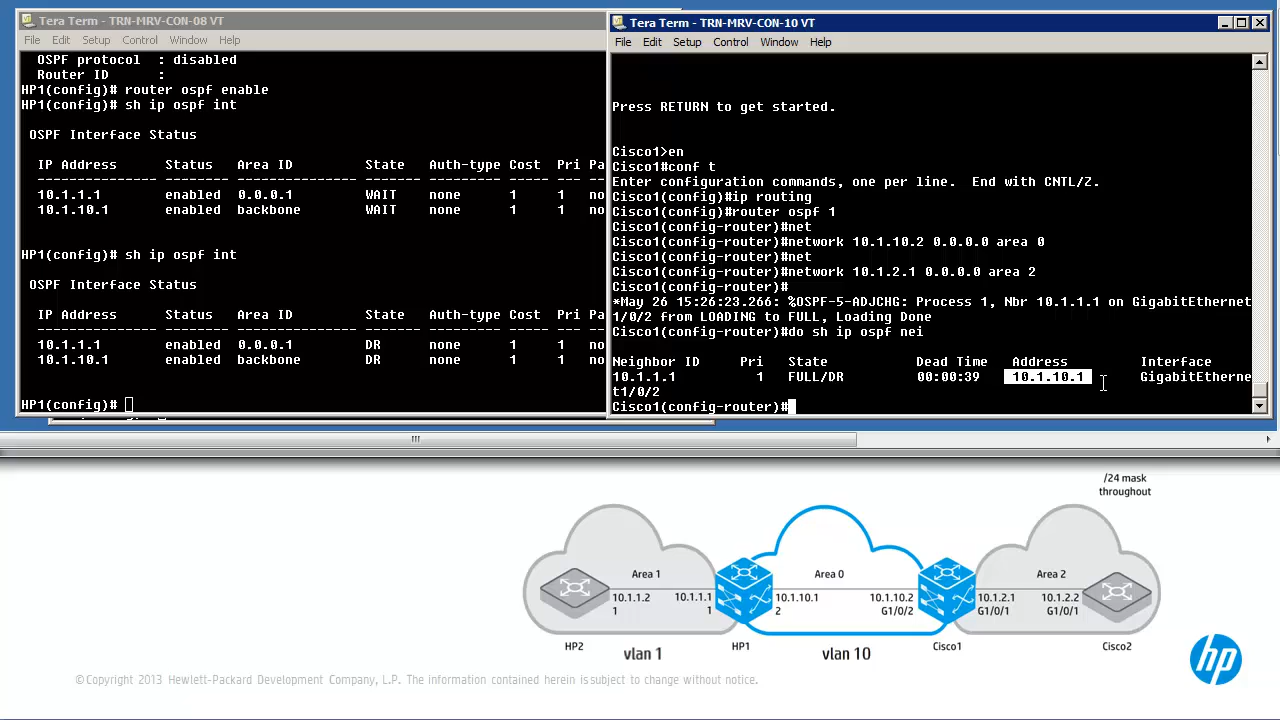 Tera Term - TRN-MRV-CON-08 VT
File Edit Setup Control Window Help
OSPF protocol : disabled
Router ID :
HP1(config)# router ospf enable
HP1(config)# sh ip ospf int
OSPF Interface Status
IP Address Status Area ID State Auth-type Cost Pri Pa
--------------- -------- --------------- ------- --------- ----- --- --
10.1.1.1 enabled 0.0.0.1 WAIT none 1 1 no
10.1.10.1 enabled backbone WAIT none 1 1 no
HP1(config)# sh ip ospf int
OSPF Interface Status
IP Address Status Area ID State Auth-type Cost Pri Pa
--------------- -------- --------------- ------- --------- ----- --- --
10.1.1.1 enabled 0.0.0.1 DR none 1 1 no
10.1.10.1 enabled backbone DR none 1 1 no
HP1(config)#
Tera Term - TRN-MRV-CON-10 VT
File Edit Setup Control Window Help
Press RETURN to get started.
Cisco1>en
Cisco1#conf t
Enter configuration commands, one per line. End with CNTL/Z.
Cisco1(config)#ip routing
Cisco1(config)#router ospf 1
Cisco1(config-router)#net
Cisco1(config-router)#network 10.1.10.2 0.0.0.0 area 0
Cisco1(config-router)#net
Cisco1(config-router)#network 10.1.2.1 0.0.0.0 area 2
Cisco1(config-router)#
*May 26 15:26:23.266: %OSPF-5-ADJCHG: Process 1, Nbr 10.1.1.1 on GigabitEthernet
1/0/2 from LOADING to FULL, Loading Done
Cisco1(config-router)#do sh ip ospf nei
Neighbor ID Pri State Dead Time Address Interface
10.1.1.1 1 FULL/DR 00:00:39 10.1.10.1 GigabitEtherne
t1/0/2
Cisco1(config-router)#
/24 mask
throughout
Area 1 Area 0 Area 2
10.1.1.2 10.1.1.1 10.1.10.1 10.1.10.2 10.1.2.1 10.1.2.2
1 1 2 G1/0/2 G1/0/1 G1/0/1
HP2 vlan 1 HP1 vlan 10 Cisco1 Cisco2
hp
©Copyright 2013 Hewlett-Packard Development Company, L.P. The information contained herein is subject to change without notice.